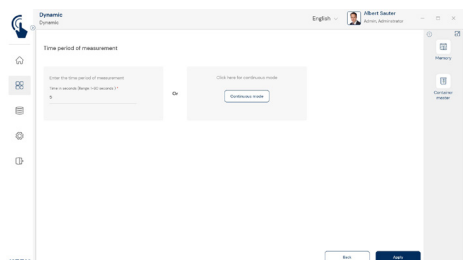 Dynamic
Dynamic
English
Albert Sauter
Admin, Administrator
Time period of measurement
Memory
Container master
Enter the time period of measurement
Time in seconds (Range 1-60 seconds) *
Or
Click here for continuous mode
Continuous mode
Back
Apply